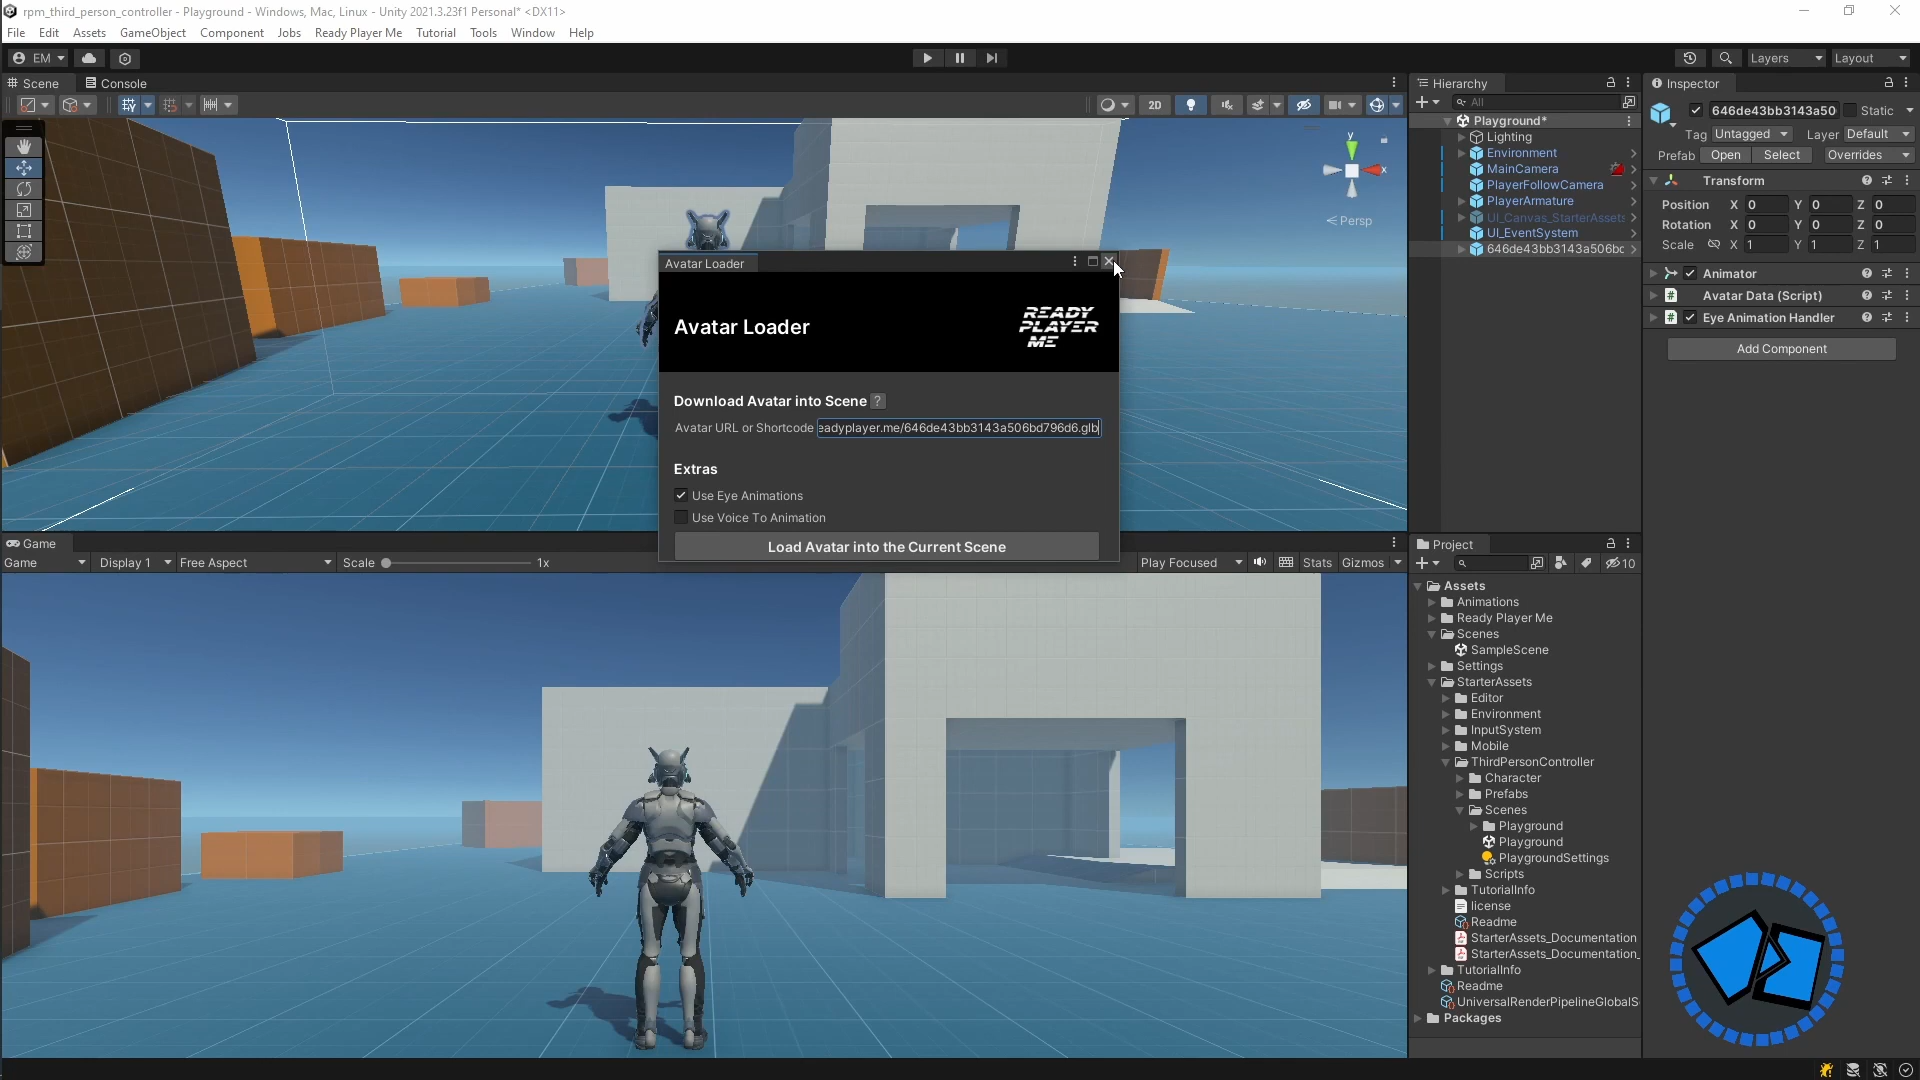 rpm_third_person_controller - Playground - Windows, Mac, Linux - Unity 2021.3.23f1 Personal* <DX11>
File Edit Assets GameObject Component Jobs Ready Player Me Tutorial Tools Window Help
EM Layers Layout
Scene Console
2D
y
x
Persp
Avatar Loader
Avatar Loader
READY
PLAYER
ME
Download Avatar into Scene ?
Avatar URL or Shortcode eadyplayer.me/646de43bb3143a506bd796d6.glb
Extras
Use Eye Animations
Use Voice To Animation
Load Avatar into the Current Scene
Game
Game Display 1 Free Aspect Scale 1x Play Focused Stats Gizmos
Hierarchy
All
Playground*
Lighting
Environment
MainCamera
PlayerFollowCamera
PlayerArmature
UI_Canvas_StarterAssets
UI_EventSystem
646de43bb3143a506bc
Project
10
Assets
Animations
Ready Player Me
Scenes
SampleScene
Settings
StarterAssets
Editor
Environment
InputSystem
Mobile
ThirdPersonController
Character
Prefabs
Scenes
Playground
Playground
PlaygroundSettings
Scripts
TutorialInfo
license
Readme
StarterAssets_Documentation
StarterAssets_Documentation_
TutorialInfo
Readme
UniversalRenderPipelineGlobalS
Packages
Inspector
646de43bb3143a50 Static
Tag Untagged Layer Default
Prefab Open Select Overrides
Transform
Position X 0 Y 0 Z 0
Rotation X 0 Y 0 Z 0
Scale X 1 Y 1 Z 1
Animator
# Avatar Data (Script)
# Eye Animation Handler
Add Component